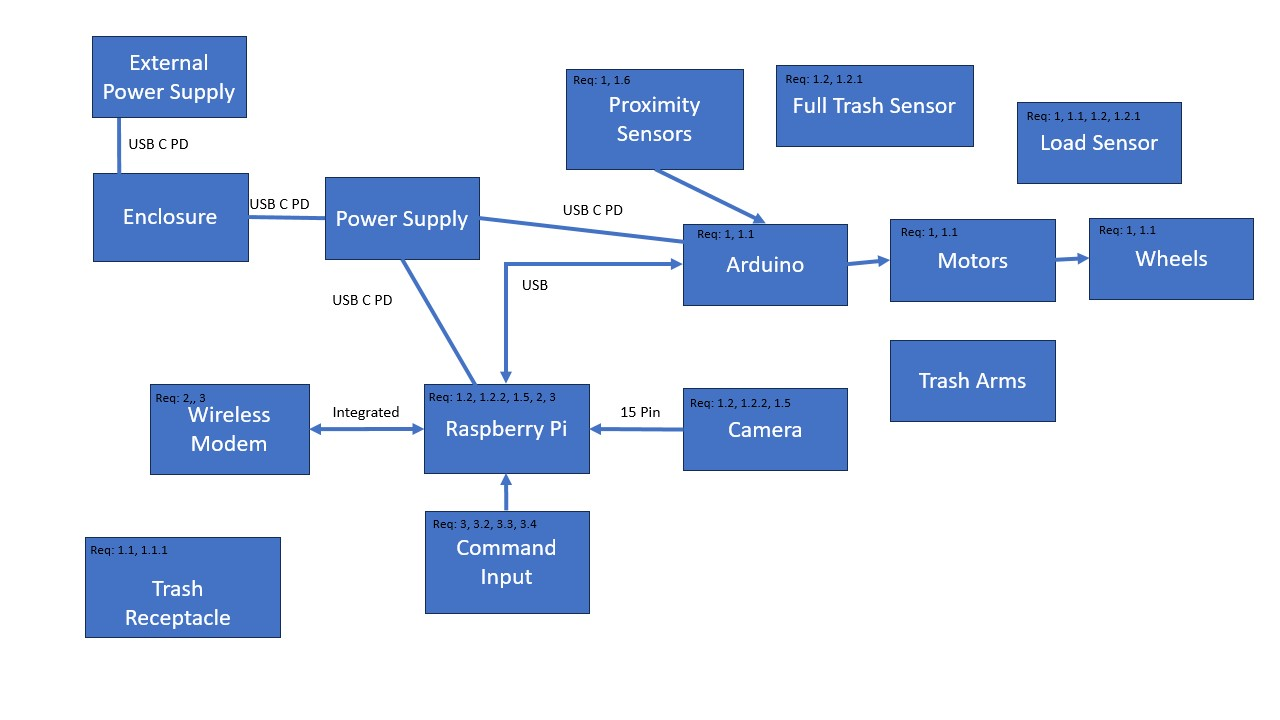 External
Power Supply
USB C PD
Enclosure
USB C PD
Power Supply
USB C PD
USB C PD
Req: 1, 1.6
Proximity
Sensors
Req: 1.2, 1.2.1
Full Trash Sensor
Req: 1, 1.1, 1.2, 1.2.1
Load Sensor
Req: 1, 1.1
Arduino
Req: 1, 1.1
Motors
Req: 1, 1.1
Wheels
USB
Trash Arms
Req: 2,, 3
Wireless
Modem
Integrated
Req: 1.2, 1.2.2, 1.5, 2, 3
Raspberry Pi
15 Pin
Req: 1.2, 1.2.2, 1.5
Camera
Req: 3, 3.2, 3.3, 3.4
Command
Input
Req: 1.1, 1.1.1
Trash
Receptacle